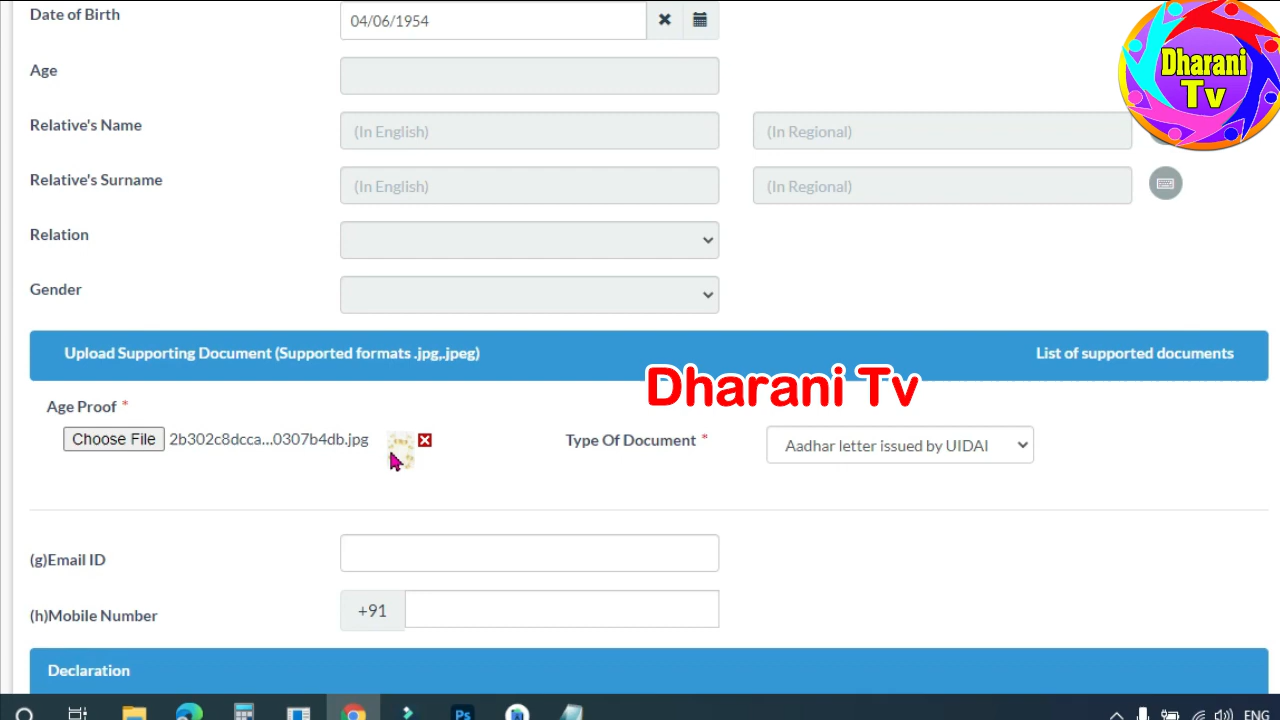 Date of Birth 04/06/1954
Dharani
Tv
Age
Relative's Name (In English) (In Regional)
Relative's Surname (In English) (In Regional)
Relation
Gender
Upload Supporting Document (Supported formats .jpg,.jpeg) List of supported documents
Dharani Tv
Age Proof *
Choose File 2b302c8dcca...0307b4db.jpg Type Of Document * Aadhar letter issued by UIDAI
(g)Email ID
(h)Mobile Number +91
Declaration
Ps ENG